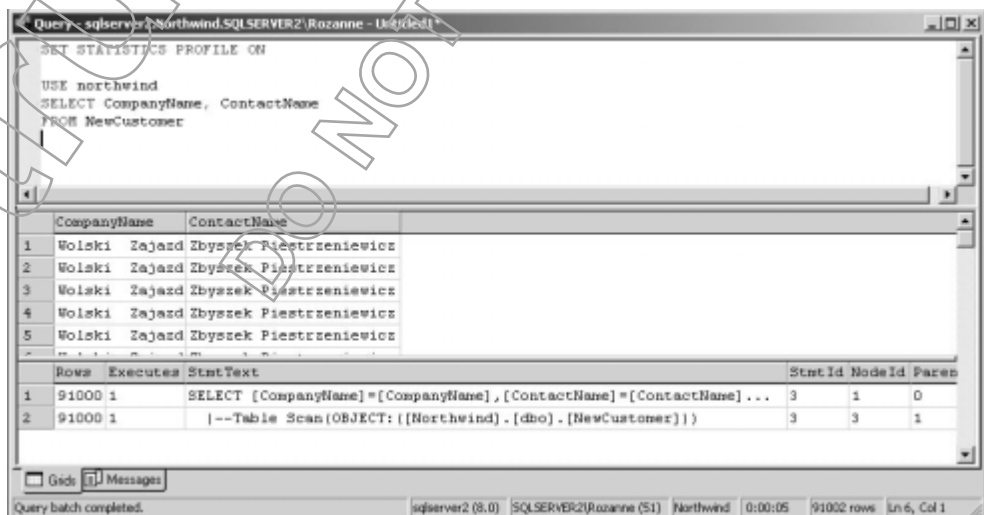 Query - sqlserver2.Northwind.SQLSERVER2\Rozanne - Untitled1*
SET STATISTICS PROFILE ON
USE northwind
SELECT CompanyName, ContactName
FROM NewCustomer
CompanyName ContactName
1 Wolski Zajazd Zbyszek Piestrzeniewicz
2 Wolski Zajazd Zbyszek Piestrzeniewicz
3 Wolski Zajazd Zbyszek Piestrzeniewicz
4 Wolski Zajazd Zbyszek Piestrzeniewicz
5 Wolski Zajazd Zbyszek Piestrzeniewicz
Rows Executes StmtText StmtId NodeId Paren
1 91000 1 SELECT [CompanyName]=[CompanyName],[ContactName]=[ContactName]... 3 1 0
2 91000 1 |--Table Scan(OBJECT:([Northwind].[dbo].[NewCustomer])) 3 3 1
Grids Messages
Query batch completed. sqlserver2 (8.0) SQLSERVER2\Rozanne (51) Northwind 0:00:05 91002 rows Ln 6, Col 1
DO NOT